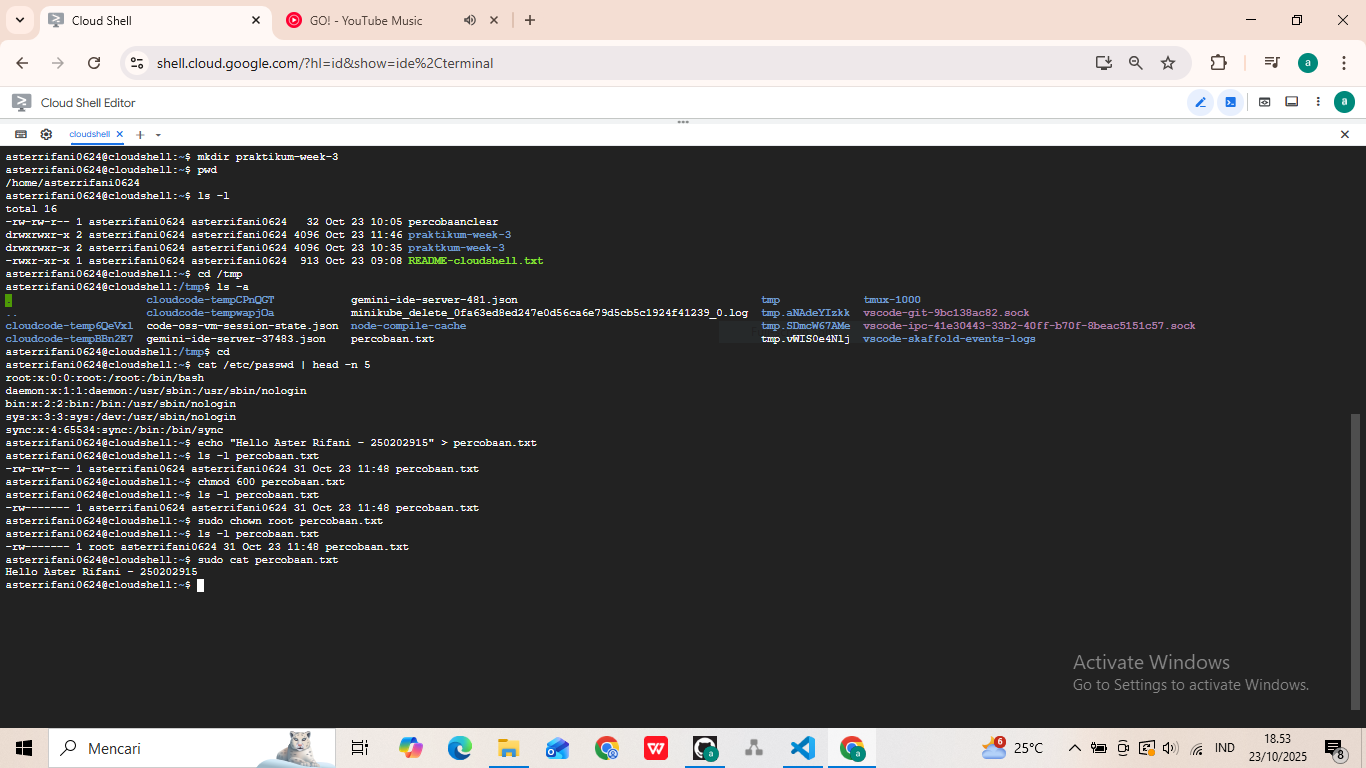 Cloud Shell
GO! - YouTube Music
shell.cloud.google.com/?hl=id&show=ide%2Cterminal
a
Cloud Shell Editor
a
cloudshell
asterrifani0624@cloudshell:~$ mkdir praktikum-week-3
asterrifani0624@cloudshell:~$ pwd
/home/asterrifani0624
asterrifani0624@cloudshell:~$ ls -l
total 16
-rw-rw-r-- 1 asterrifani0624 asterrifani0624   32 Oct 23 10:05 percobaanclear
drwxrwxr-x 2 asterrifani0624 asterrifani0624 4096 Oct 23 11:46 praktikum-week-3
drwxrwxr-x 2 asterrifani0624 asterrifani0624 4096 Oct 23 10:35 praktkum-week-3
-rwxr-xr-x 1 asterrifani0624 asterrifani0624  913 Oct 23 09:08 README-cloudshell.txt
asterrifani0624@cloudshell:~$ cd /tmp
asterrifani0624@cloudshell:/tmp$ ls -a
. cloudcode-tempCPnQGT gemini-ide-server-481.json tmp tmux-1000
.. cloudcode-tempwapjOa minikube_delete_0fa63ed8ed247e0d56ca6e79d5cb5c1924f41239_0.log tmp.aNAdeYIzkk vscode-git-9bc138ac82.sock
cloudcode-temp6QeVxl code-oss-vm-session-state.json node-compile-cache tmp.SDmcW67AMe vscode-ipc-41e30443-33b2-40ff-b70f-8beac5151c57.sock
cloudcode-tempBBn2E7 gemini-ide-server-37483.json percobaan.txt tmp.vWIS0e4Nlj vscode-skaffold-events-logs
asterrifani0624@cloudshell:/tmp$ cd
asterrifani0624@cloudshell:~$ cat /etc/passwd | head -n 5
root:x:0:0:root:/root:/bin/bash
daemon:x:1:1:daemon:/usr/sbin:/usr/sbin/nologin
bin:x:2:2:bin:/bin:/usr/sbin/nologin
sys:x:3:3:sys:/dev:/usr/sbin/nologin
sync:x:4:65534:sync:/bin:/bin/sync
asterrifani0624@cloudshell:~$ echo "Hello Aster Rifani - 250202915" > percobaan.txt
asterrifani0624@cloudshell:~$ ls -l percobaan.txt
-rw-rw-r-- 1 asterrifani0624 asterrifani0624 31 Oct 23 11:48 percobaan.txt
asterrifani0624@cloudshell:~$ chmod 600 percobaan.txt
asterrifani0624@cloudshell:~$ ls -l percobaan.txt
-rw------- 1 asterrifani0624 asterrifani0624 31 Oct 23 11:48 percobaan.txt
asterrifani0624@cloudshell:~$ sudo chown root percobaan.txt
asterrifani0624@cloudshell:~$ ls -l percobaan.txt
-rw------- 1 root asterrifani0624 31 Oct 23 11:48 percobaan.txt
asterrifani0624@cloudshell:~$ sudo cat percobaan.txt
Hello Aster Rifani - 250202915
asterrifani0624@cloudshell:~$
Activate Windows
Go to Settings to activate Windows.
Mencari
6
25°C
IND
18.53
23/10/2025
8